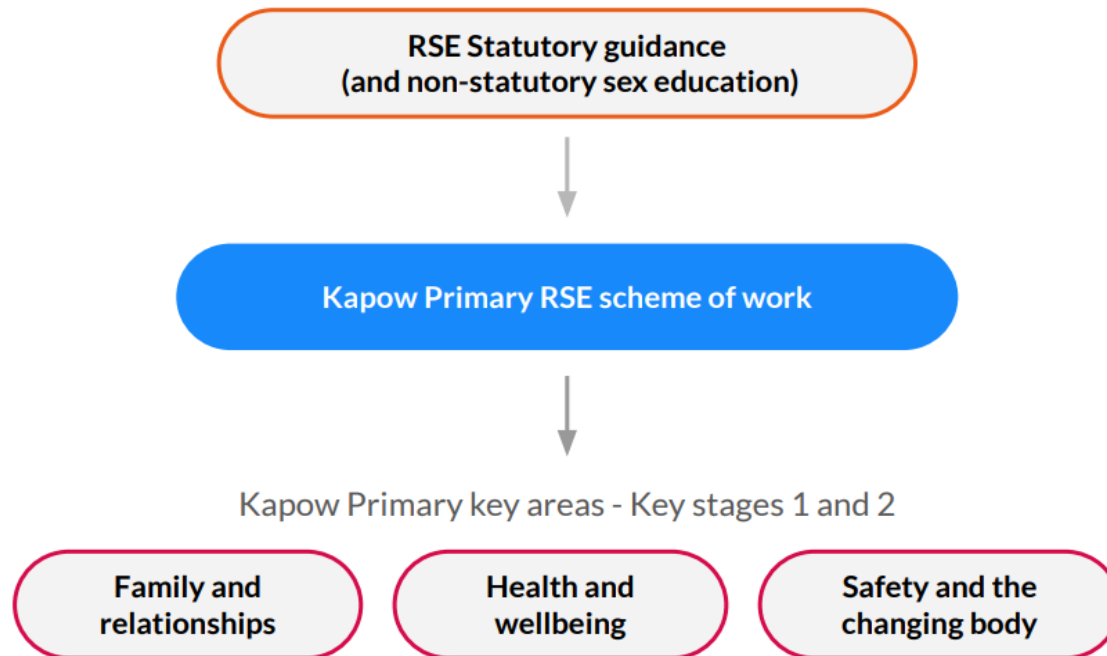 RSE Statutory guidance
(and non-statutory sex education)
Kapow Primary RSE scheme of work
Kapow Primary key areas - Key stages 1 and 2
Family and
relationships
Health and
wellbeing
Safety and the
changing body